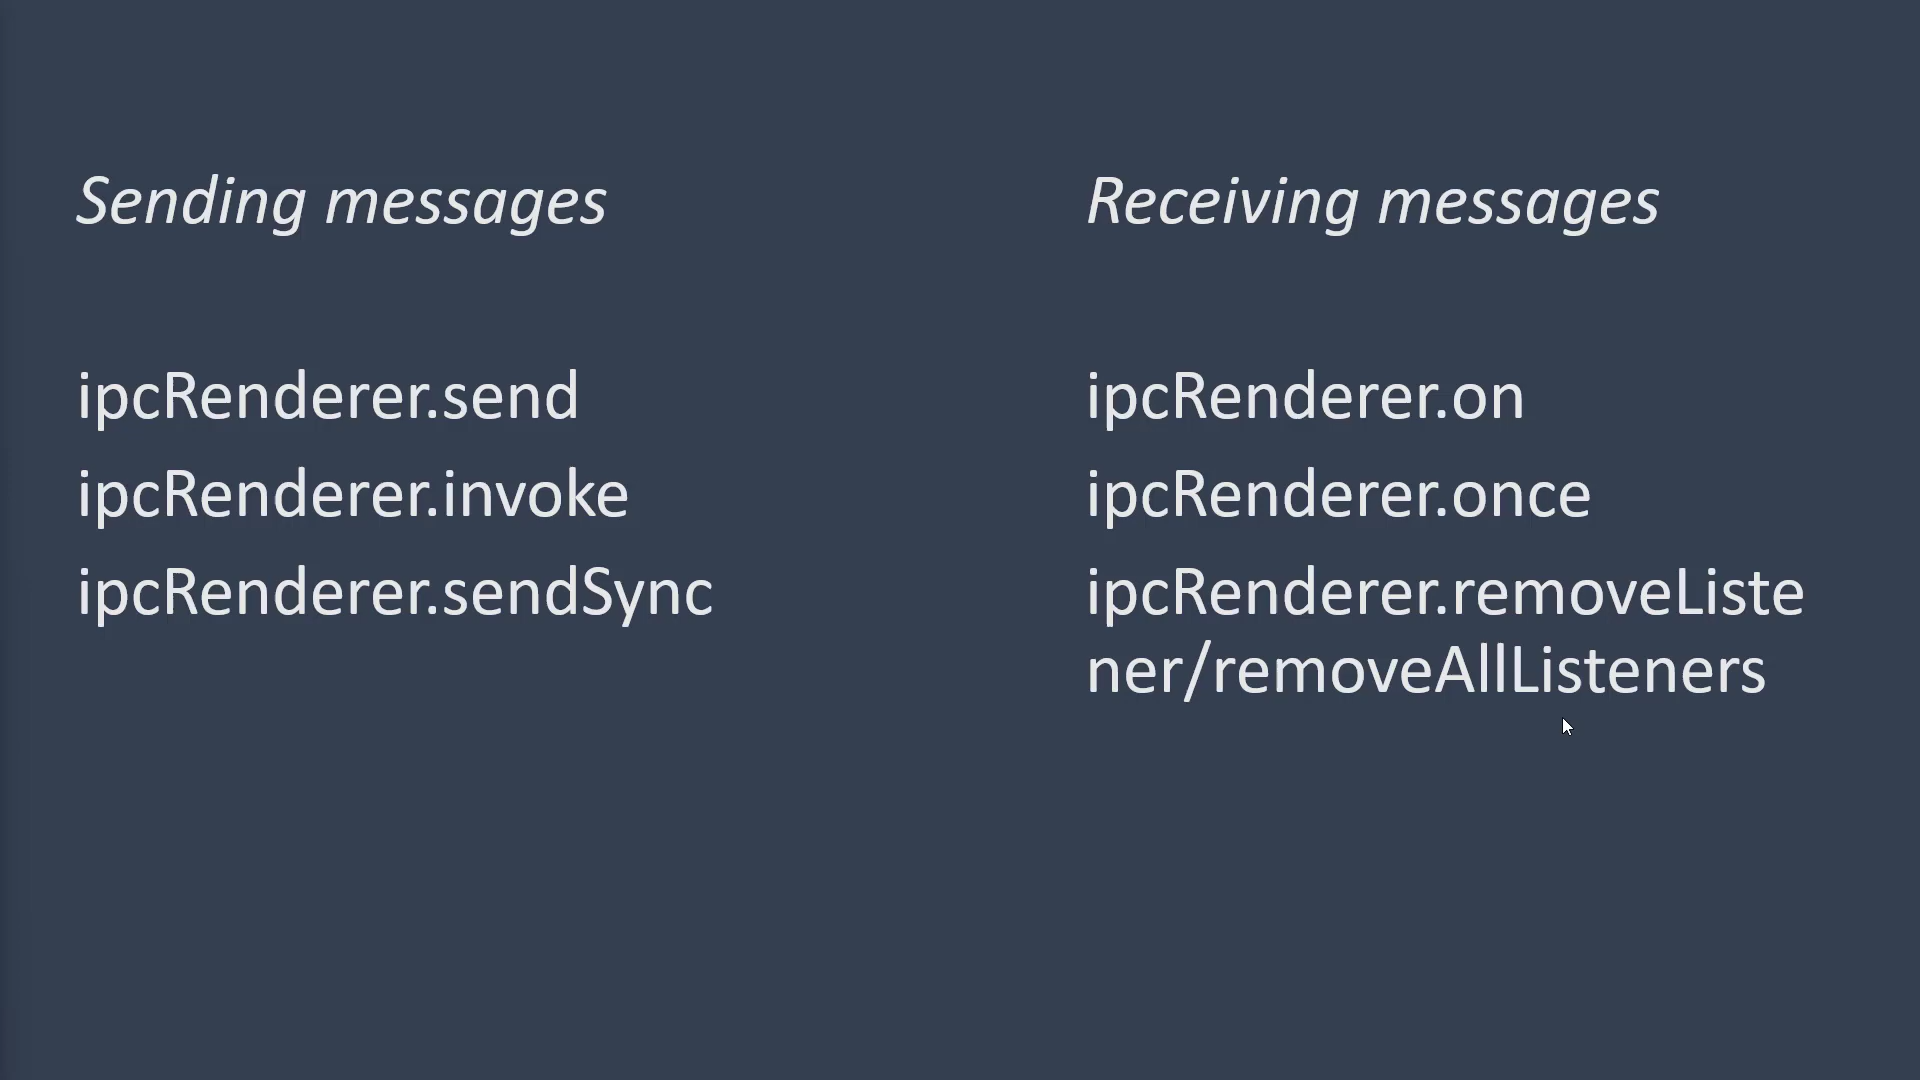 Sending messages
ipcRenderer.send
ipcRenderer.invoke
ipcRenderer.sendSync
Receiving messages
ipcRenderer.on
ipcRenderer.once
ipcRenderer.removeListe
ner/removeAllListeners